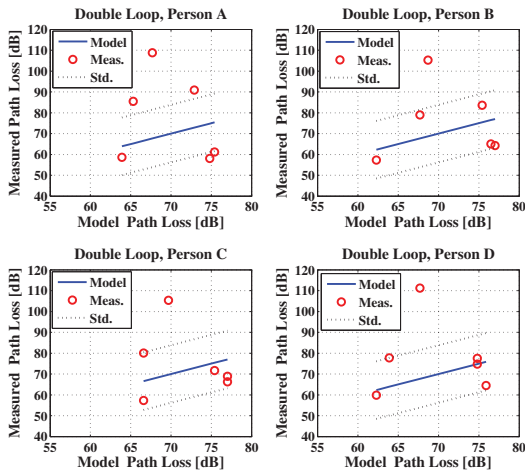 Double Loop, Person A
Measured Path Loss [dB]
120
110
100
90
80
70
60
50
40
Model
Meas.
Std.
55 60 65 70 75 80
Model Path Loss [dB]
Double Loop, Person B
Measured Path Loss [dB]
120
110
100
90
80
70
60
50
40
Model
Meas.
Std.
55 60 65 70 75 80
Model Path Loss [dB]
Double Loop, Person C
Measured Path Loss [dB]
120
110
100
90
80
70
60
50
40
Model
Meas.
Std.
55 60 65 70 75 80
Model Path Loss [dB]
Double Loop, Person D
Measured Path Loss [dB]
120
110
100
90
80
70
60
50
40
Model
Meas.
Std.
55 60 65 70 75 80
Model Path Loss [dB]